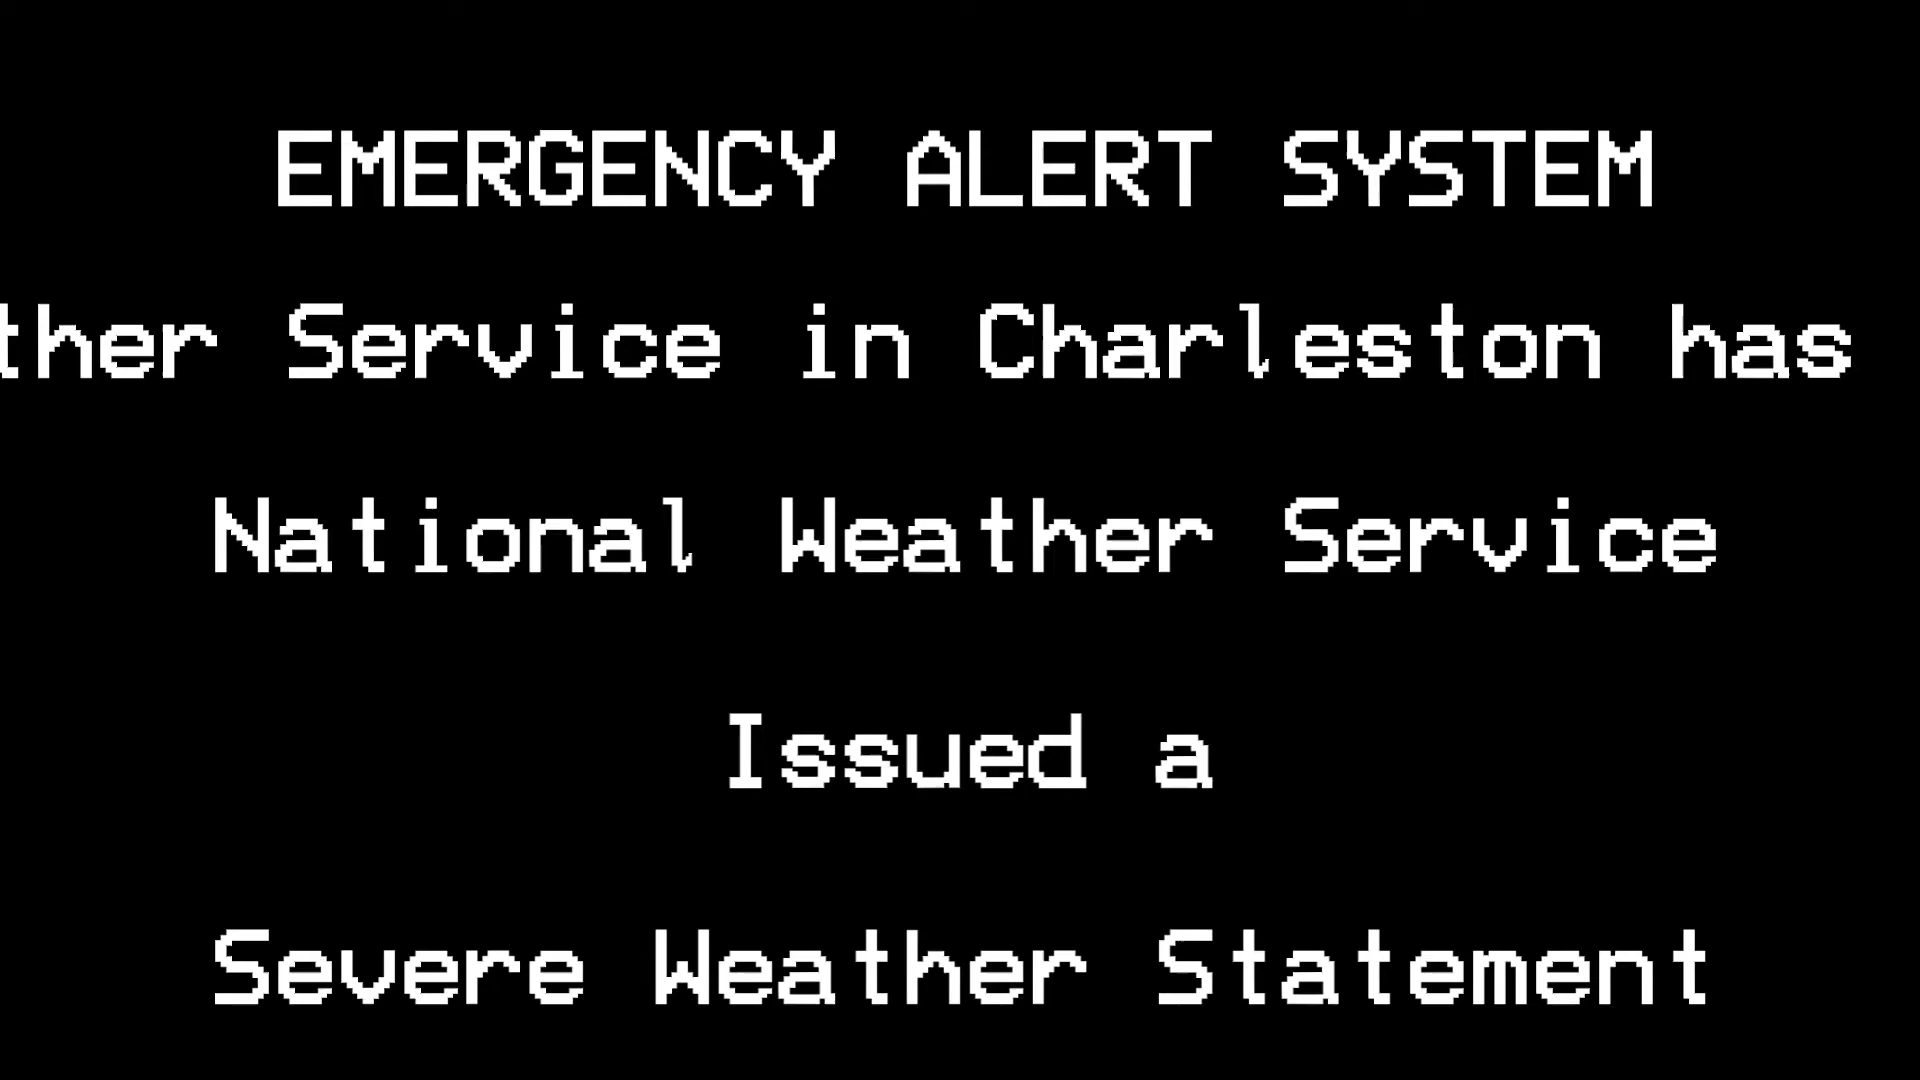 EMERGENCY ALERT SYSTEM
ther Service in Charleston has
National Weather Service
Issued a
Severe Weather Statement